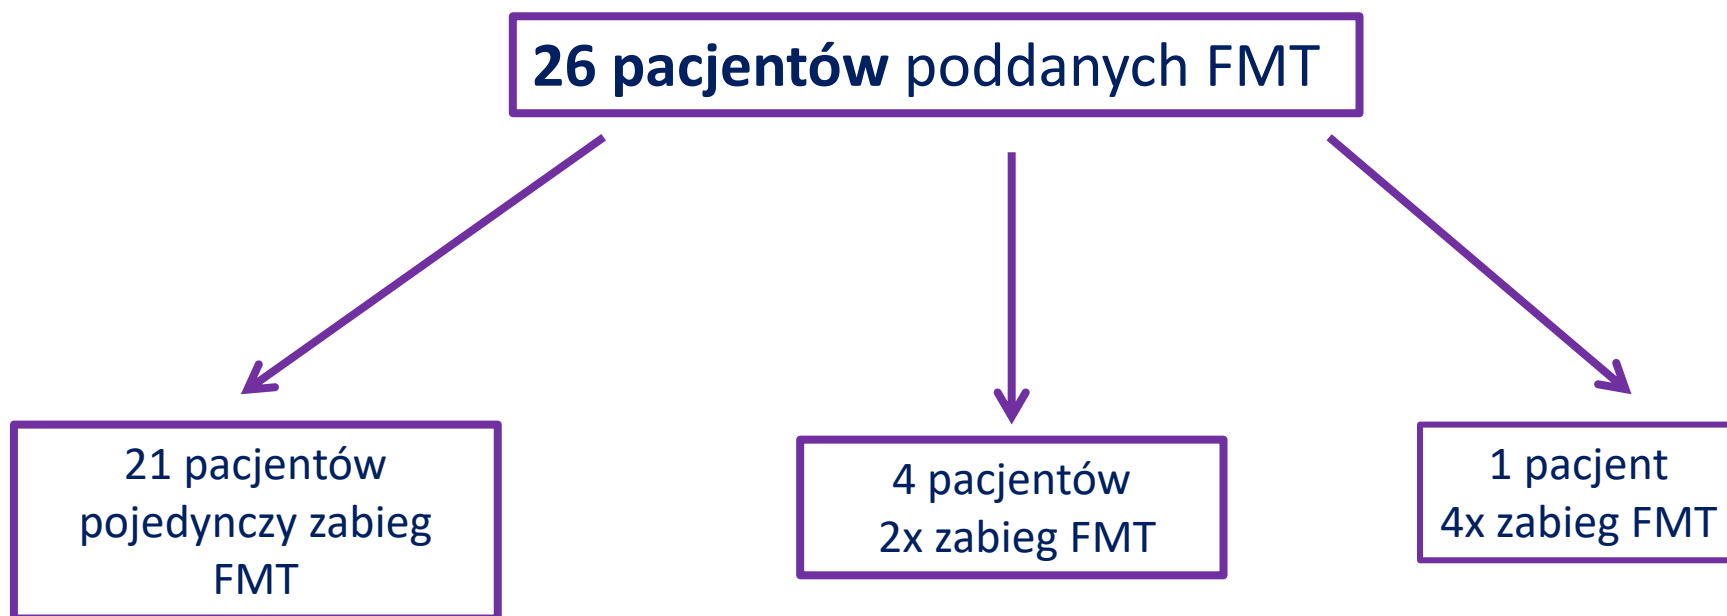 26 pacjentów poddanych FMT
21 pacjentów
pojedynczy zabieg
FMT
4 pacjentów
2x zabieg FMT
1 pacjent
4x zabieg FMT